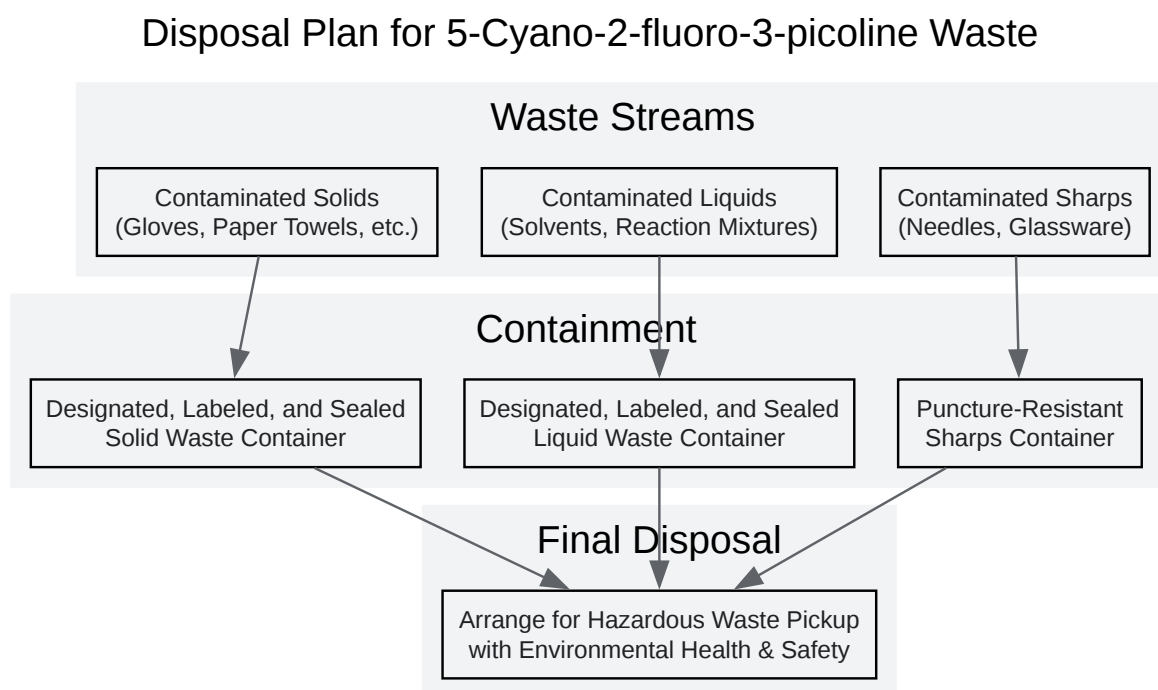 Disposal Plan for 5-Cyano-2-fluoro-3-picoline Waste
Waste Streams
Contaminated Solids
(Gloves, Paper Towels, etc.)
Contaminated Liquids
(Solvents, Reaction Mixtures)
Contaminated Sharps
(Needles, Glassware)
Containment
Designated, Labeled, and Sealed
Solid Waste Container
Designated, Labeled, and Sealed
Liquid Waste Container
Puncture-Resistant
Sharps Container
Final Disposal
Arrange for Hazardous Waste Pickup
with Environmental Health & Safety